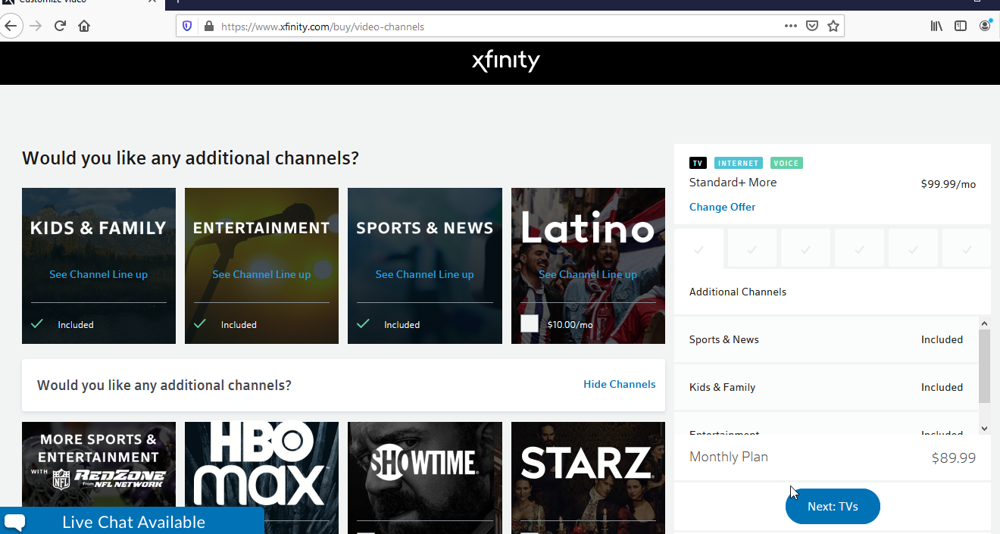 Customize Video
https://www.xfinity.com/buy/video-channels
xfinity
Would you like any additional channels?
KIDS & FAMILY
See Channel Line up
Included
ENTERTAINMENT
See Channel Line up
Included
SPORTS & NEWS
See Channel Line up
Included
Latino
See Channel Line up
$10.00/mo
Would you like any additional channels?
Hide Channels
MORE SPORTS &
ENTERTAINMENT
WITH NFL REDZONE
From NFL NETWORK
HBO
max
SHOWTIME
STARZ
Live Chat Available
TV INTERNET VOICE
Standard+ More
$99.99/mo
Change Offer
Additional Channels
Sports & News
Included
Kids & Family
Included
Entertainment
Included
Monthly Plan
$89.99
Next: TVs